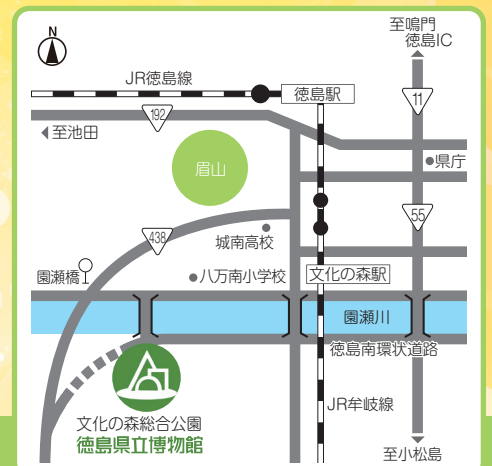 N
至鳴門
徳島IC
JR徳島線
徳島駅
192
11
至池田
県庁
眉山
55
438
城南高校
園瀬橋
八万南小学校
文化の森駅
園瀬川
徳島南環状道路
文化の森総合公園
徳島県立博物館
JR牟岐線
至小松島